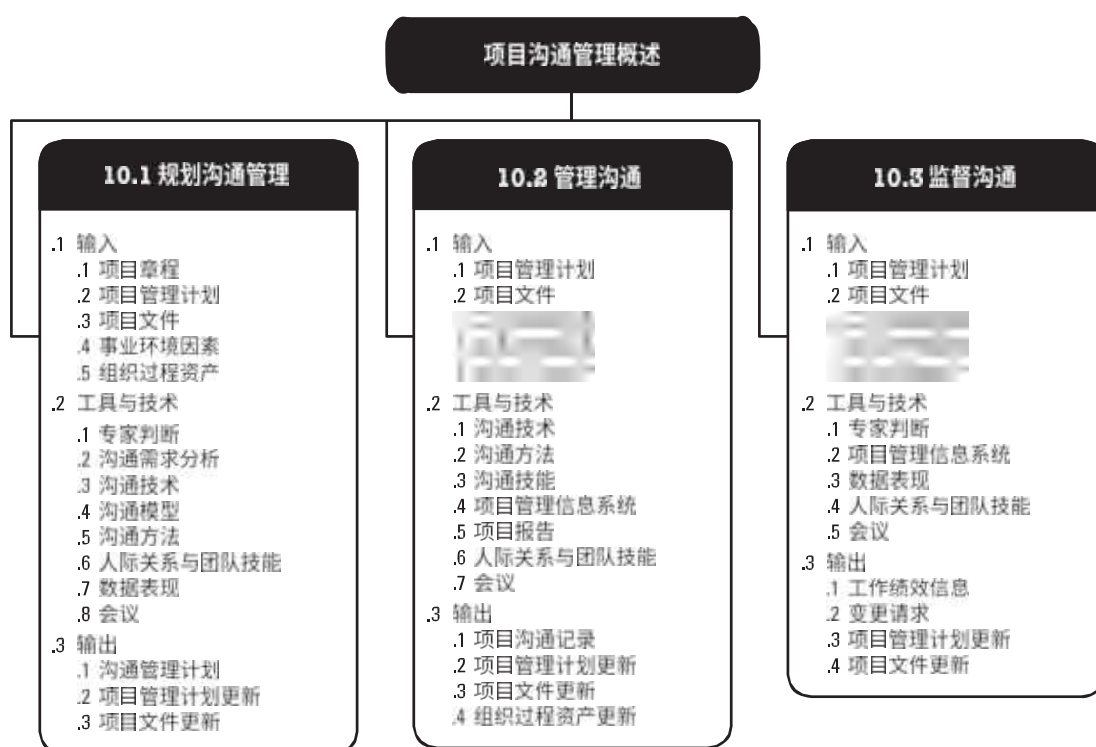 项目沟通管理概述
10.1 规划沟通管理
.1 输入
.1 项目章程
.2 项目管理计划
.3 项目文件
.4 事业环境因素
.5 组织过程资产
.2 工具与技术
.1 专家判断
.2 沟通需求分析
.3 沟通技术
.4 沟通模型
.5 沟通方法
.6 人际关系与团队技能
.7 数据表现
.8 会议
.3 输出
.1 沟通管理计划
.2 项目管理计划更新
.3 项目文件更新
10.2 管理沟通
.1 输入
.1 项目管理计划
.2 项目文件
.2 工具与技术
.1 沟通技术
.2 沟通方法
.3 沟通技能
.4 项目管理信息系统
.5 项目报告
.6 人际关系与团队技能
.7 会议
.3 输出
.1 项目沟通记录
.2 项目管理计划更新
.3 项目文件更新
.4 组织过程资产更新
10.3 监督沟通
.1 输入
.1 项目管理计划
.2 项目文件
.2 工具与技术
.1 专家判断
.2 项目管理信息系统
.3 数据表现
.4 人际关系与团队技能
.5 会议
.3 输出
.1 工作绩效信息
.2 变更请求
.3 项目管理计划更新
.4 项目文件更新